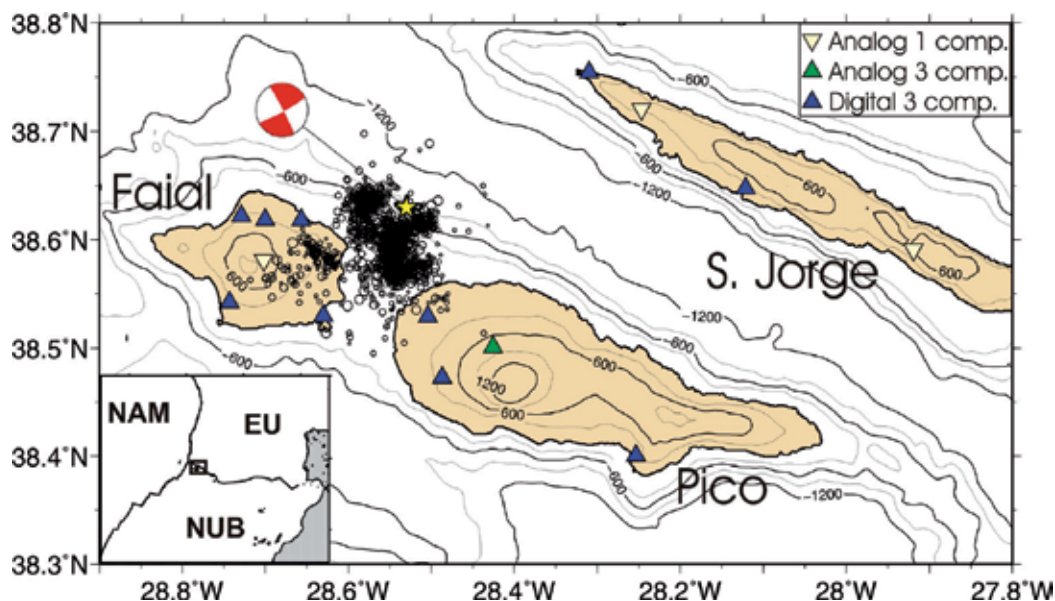 38.8°N
38.7°N
38.6°N
38.5°N
38.4°N
38.3°N
28.8°W
28.6°W
28.4°W
28.2°W
28°W
27.8°W
Analog 1 comp.
Analog 3 comp.
Digital 3 comp.
Faial
S. Jorge
Pico
-600
-1200
-600
-600
-1200
600
600
600
-1200
-600
-600
600
1200
600
-600
-1200
NAM
EU
NUB